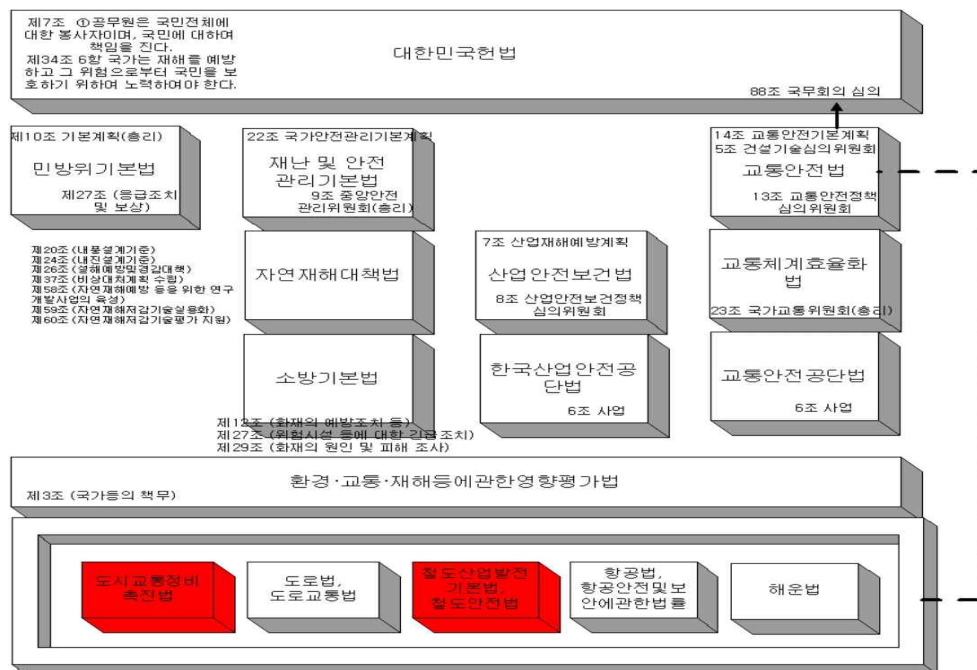 제7조 ①공무원은 국민전체에
대한 봉사자이며, 국민에 대하여
책임을 진다.
제34조 6항 국가는 재해를 예방
하고 그 위험으로부터 국민을 보
호하기 위하여 노력하여야 한다.
대한민국헌법
88조 국무회의 심의
제10조 기본계획(총리)
민방위기본법
제27조 (응급조치
및 보상)
22조 국가안전관리기본계획
재난 및 안전
관리기본법
9조 중앙안전
관리위원회(총리)
14조 교통안전기본계획
5조 건설기술심의위원회
교통안전법
13조 교통안전정책
심의위원회
제20조 (내풍설계기준)
제24조 (내진설계기준)
제26조 (설해예방및경감대책)
제37조 (비상대처계획 수립)
제58조 (자연재해예방 등을 위한 연구
개발사업의 육성)
제59조 (자연재해저감기술실용화)
제60조 (자연재해저감기술평가 지원)
자연재해대책법
7조 산업재해예방계획
산업안전보건법
8조 산업안전보건정책
심의위원회
교통체계효율화
법
23조 국가교통위원회(총리)
소방기본법
제12조 (화재의 예방조치 등)
제27조 (위험시설 등에 대한 긴급조치)
제29조 (화재의 원인 및 피해 조사)
한국산업안전공
단법
6조 사업
교통안전공단법
6조 사업
환경·교통·재해등에관한영향평가법
제3조 (국가등의 책무)
도시교통정비
촉진법
도로법,
도로교통법
철도산업발전
기본법,
철도안전법
항공법,
항공안전및보
안에관한법률
해운법